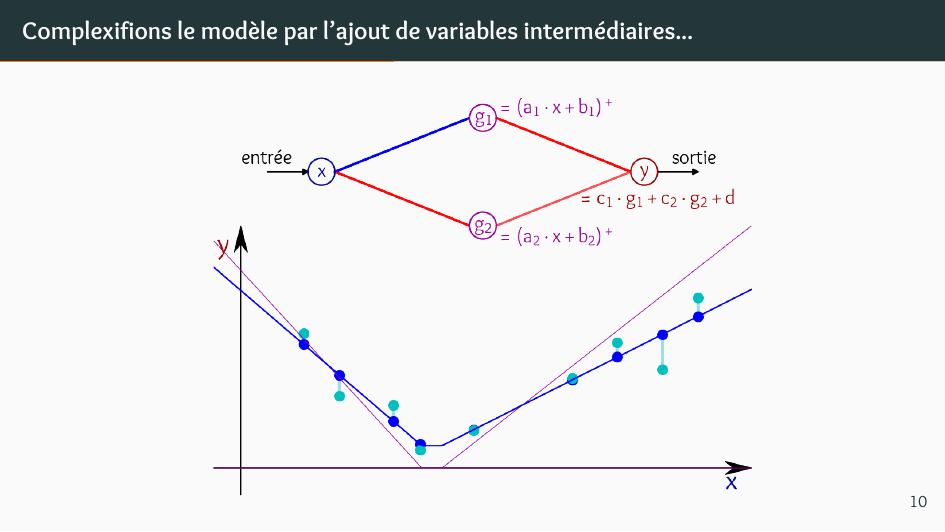 Complexifions le modèle par l'ajout de variables intermédiaires...
g₁ = (a₁ · x + b₁)⁺
entrée
x
y
sortie
= c₁ · g₁ + c₂ · g₂ + d
g₂ = (a₂ · x + b₂)⁺
y
x
10